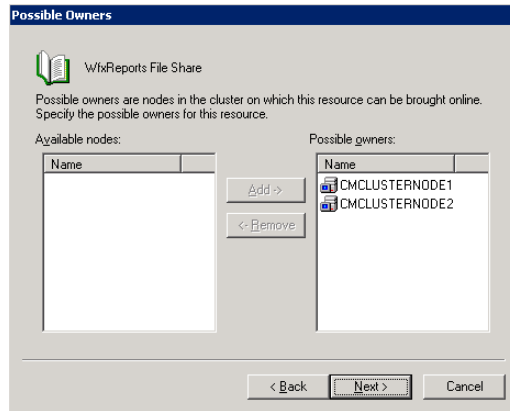 Possible Owners
WfxReports File Share
Possible owners are nodes in the cluster on which this resource can be brought online.
Specify the possible owners for this resource.
Available nodes:
Possible owners:
Name
Name
Add ->
CMCLUSTERNODE1
CMCLUSTERNODE2
<- Remove
< Back
Next >
Cancel